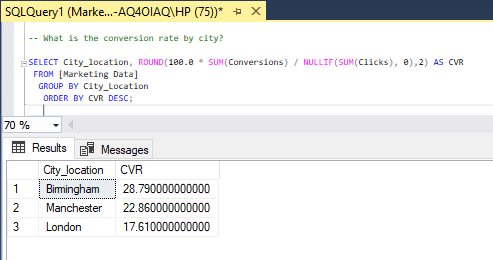 SQLQuery1 (Marke...-AQ4OIAQ\HP (75))*
-- What is the conversion rate by city?
SELECT City_location, ROUND(100.0 * SUM(Conversions) / NULLIF(SUM(Clicks), 0),2) AS CVR
FROM [Marketing Data]
GROUP BY City_Location
ORDER BY CVR DESC;
70 %
Results Messages
City_location CVR
1 Birmingham 28.790000000000
2 Manchester 22.860000000000
3 London 17.610000000000